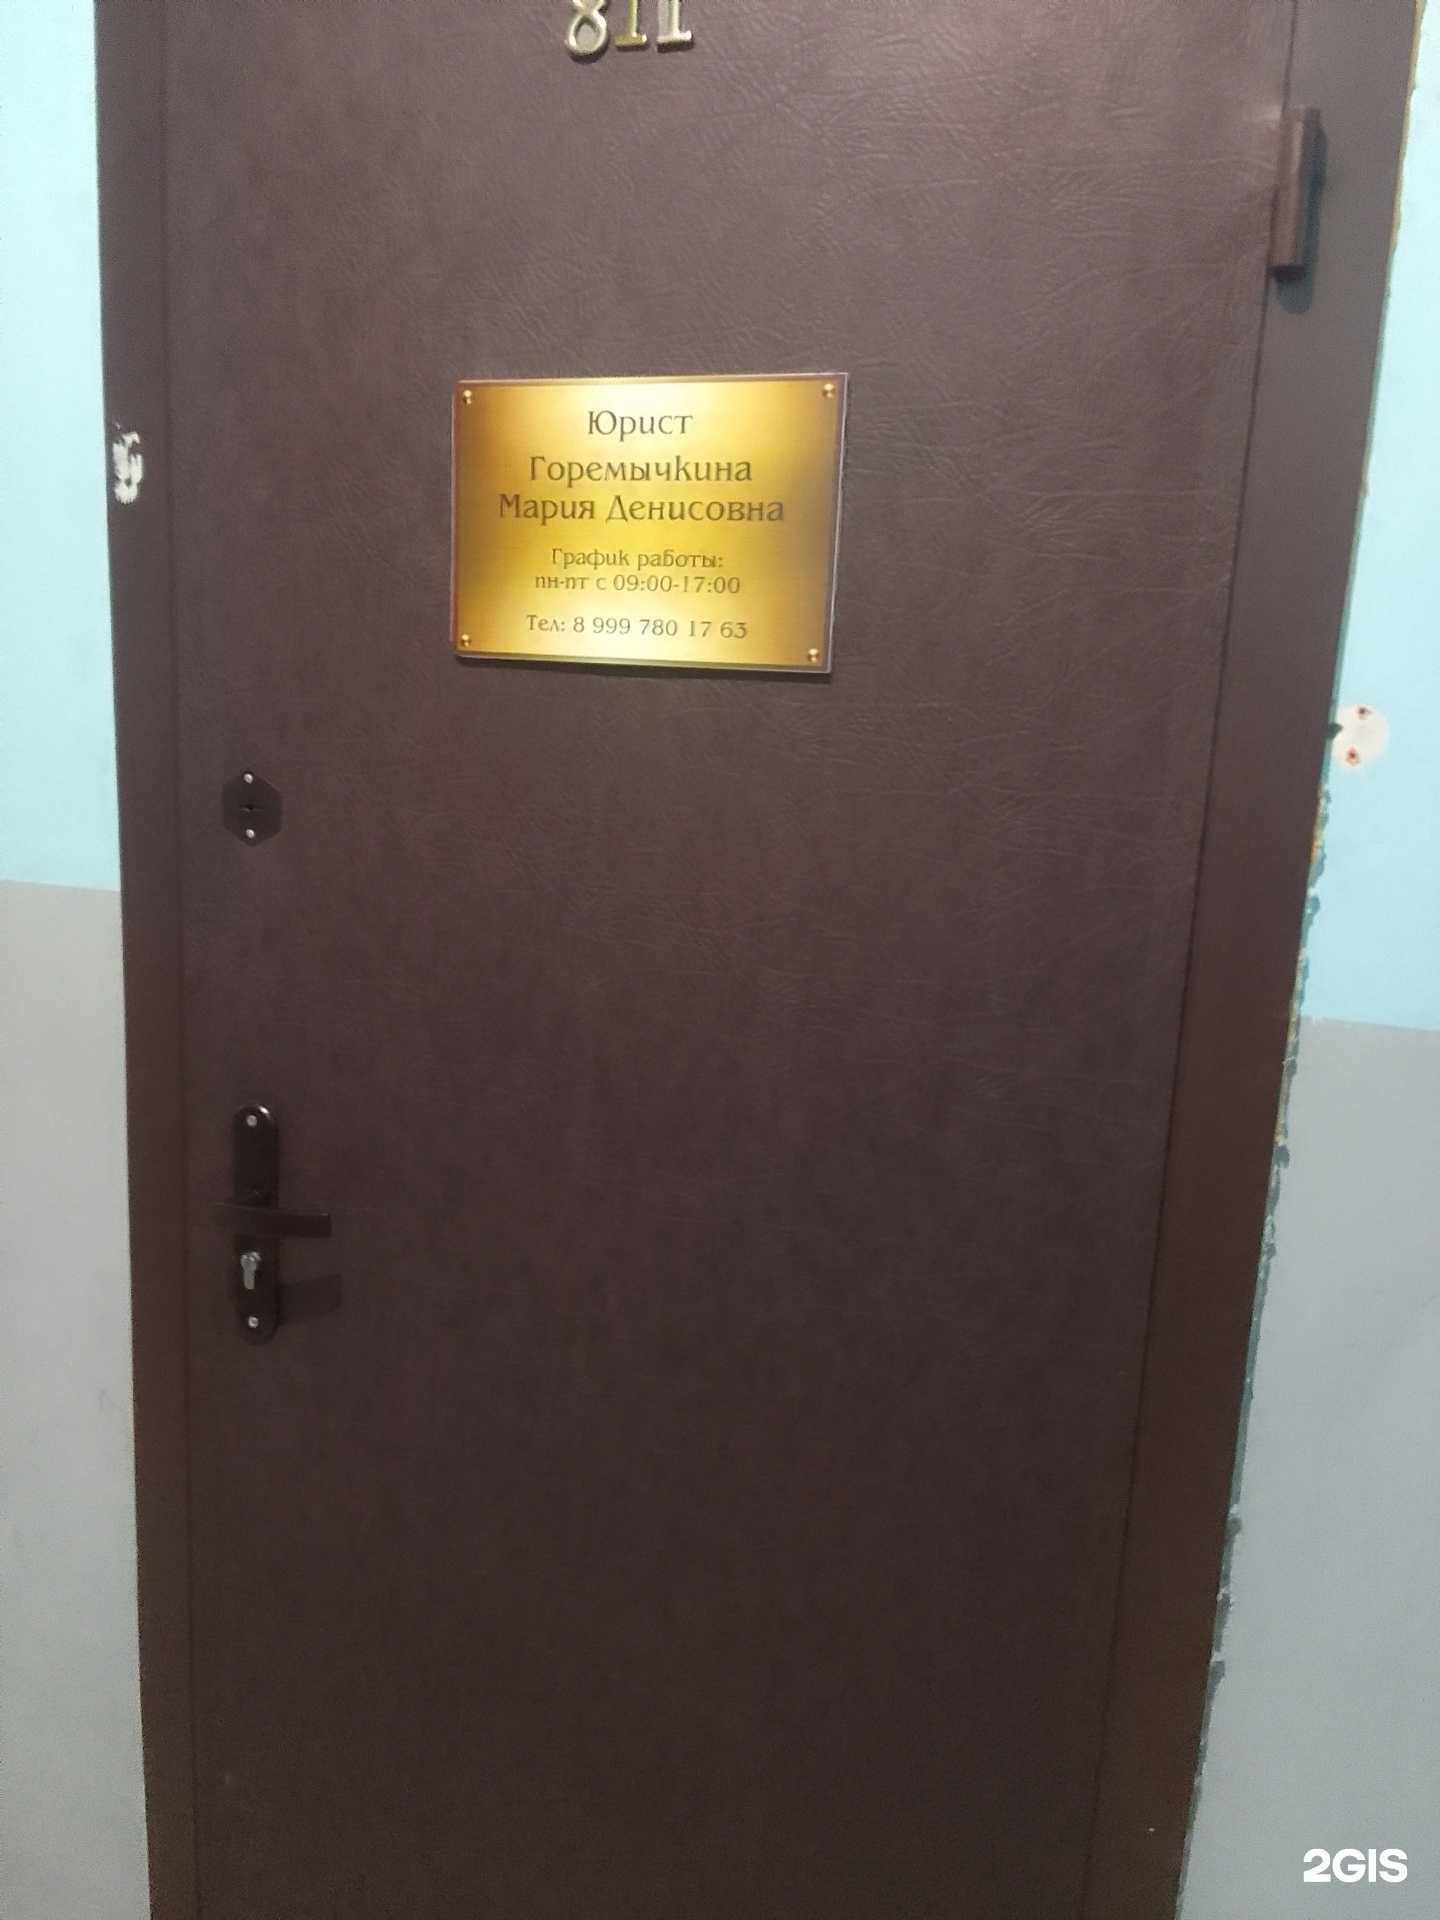 811
Юрист
Горемычкина
Мария Денисовна
График работы:
пн-пт с 09:00-17:00
Тел: 8 999 780 17 63
2GIS